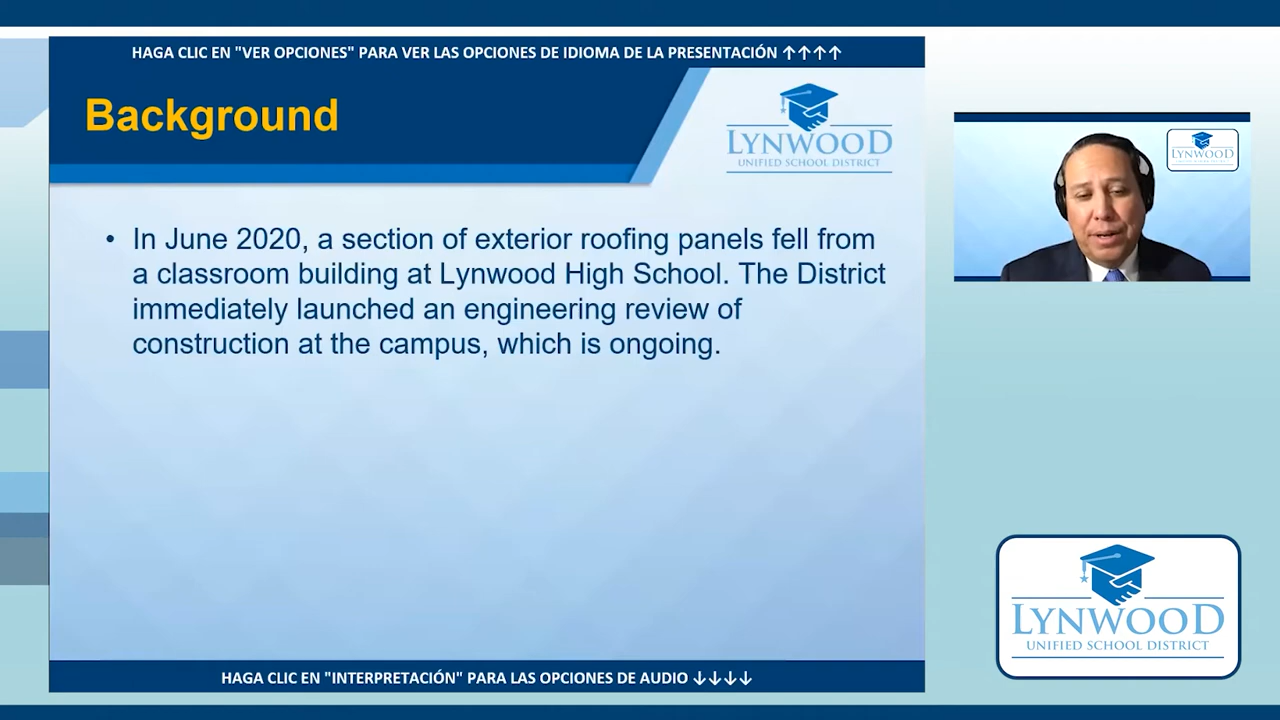 HAGA CLIC EN "VER OPCIONES" PARA VER LAS OPCIONES DE IDIOMA DE LA PRESENTACIÓN ↑↑↑↑
Background
LYNWOOD
UNIFIED SCHOOL DISTRICT
• In June 2020, a section of exterior roofing panels fell from
a classroom building at Lynwood High School. The District
immediately launched an engineering review of
construction at the campus, which is ongoing.
HAGA CLIC EN "INTERPRETACIÓN" PARA LAS OPCIONES DE AUDIO ↓↓↓↓
LYNWOOD
LYNWOOD
UNIFIED SCHOOL DISTRICT